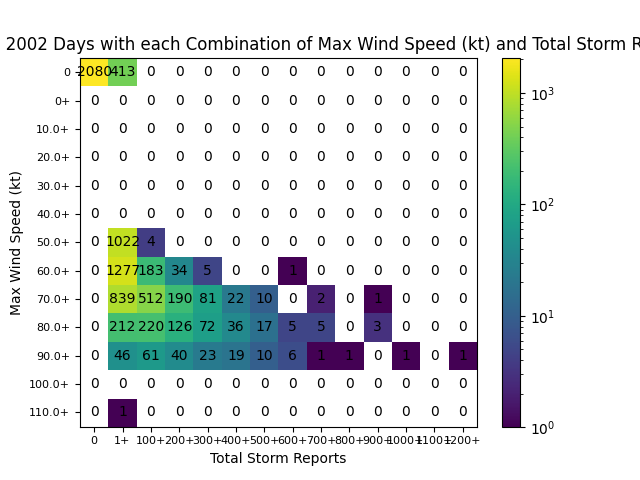 2002 Days with each Combination of Max Wind Speed (kt) and Total Storm R
0 2080 413 0 0 0 0 0 0 0 0 0 0 0 0
0+ 0 0 0 0 0 0 0 0 0 0 0 0 0 0
10.0+ 0 0 0 0 0 0 0 0 0 0 0 0 0 0
20.0+ 0 0 0 0 0 0 0 0 0 0 0 0 0 0
30.0+ 0 0 0 0 0 0 0 0 0 0 0 0 0 0
40.0+ 0 0 0 0 0 0 0 0 0 0 0 0 0 0
50.0+ 0 1022 4 0 0 0 0 0 0 0 0 0 0 0
60.0+ 0 1277 183 34 5 0 0 1 0 0 0 0 0 0
70.0+ 0 839 512 190 81 22 10 0 2 0 1 0 0 0
80.0+ 0 212 220 126 72 36 17 5 5 0 3 0 0 0
90.0+ 0 46 61 40 23 19 10 6 1 1 0 1 0 1
100.0+ 0 0 0 0 0 0 0 0 0 0 0 0 0 0
110.0+ 0 1 0 0 0 0 0 0 0 0 0 0 0 0
0 1+ 100+ 200+ 300+ 400+ 500+ 600+ 700+ 800+ 900+ 1000+ 1100+ 1200+
Total Storm Reports
Max Wind Speed (kt)
10³
10²
10¹
10⁰